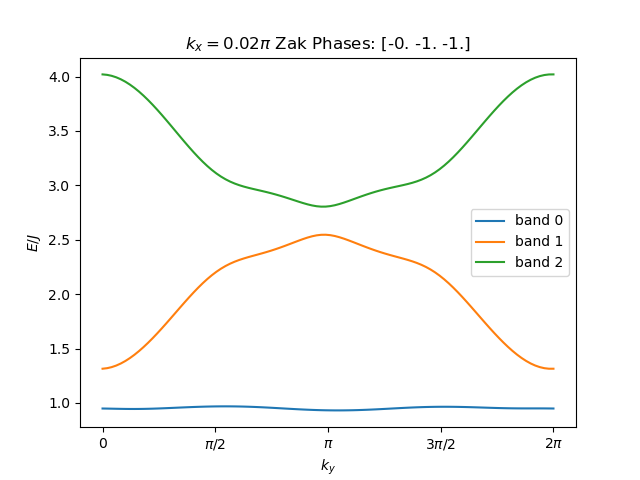 $k_x = 0.02\pi$ Zak Phases: [-0. -1. -1.]
4.0
3.5
3.0
2.5
2.0
1.5
1.0
E/J
band 0
band 1
band 2
0
π/2
π
3π/2
2π
$k_y$